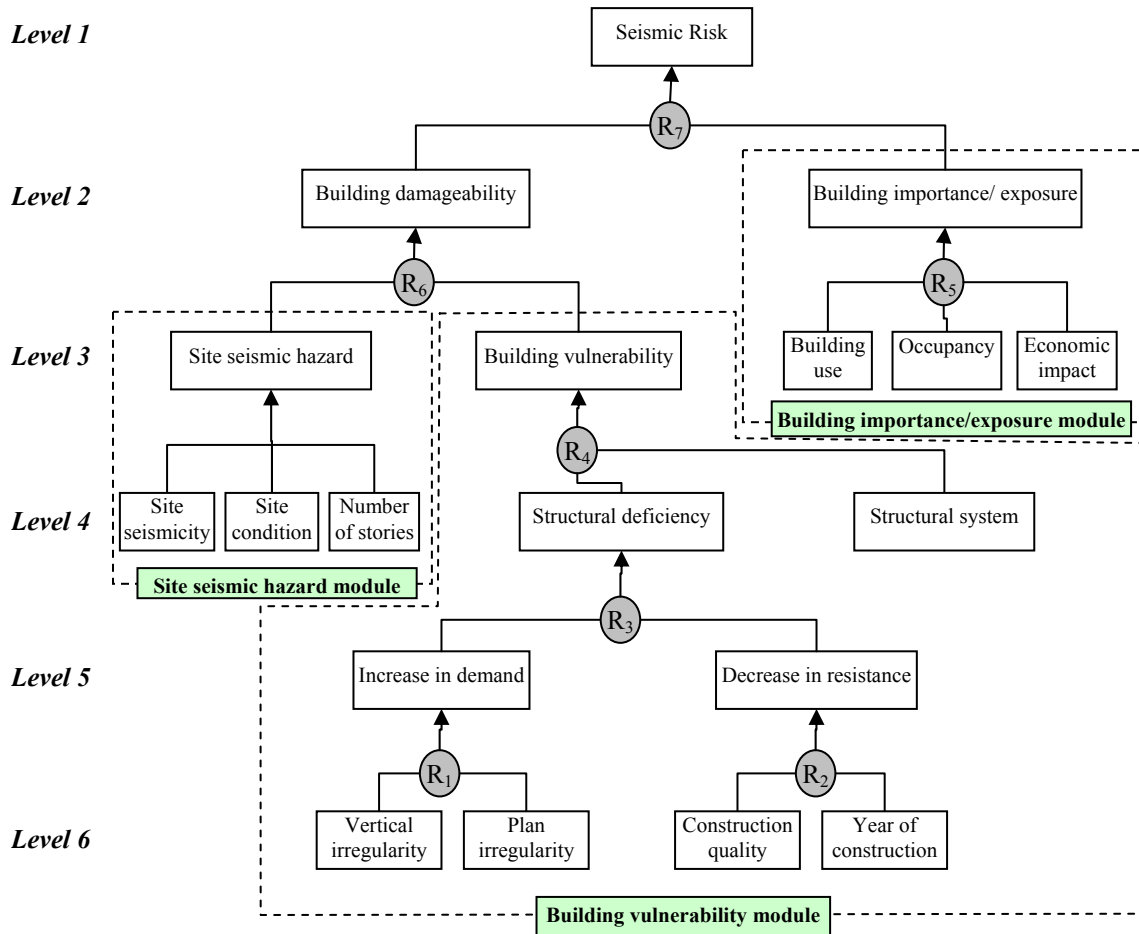 Level 1
Seismic Risk
R7
Level 2
Building damageability
Building importance/ exposure
R6
R5
Level 3
Site seismic hazard
Building vulnerability
Building
use
Occupancy
Economic
impact
Building importance/exposure module
R4
Level 4
Site
seismicity
Site
condition
Number
of stories
Structural deficiency
Structural system
Site seismic hazard module
R3
Level 5
Increase in demand
Decrease in resistance
R1
R2
Level 6
Vertical
irregularity
Plan
irregularity
Construction
quality
Year of
construction
Building vulnerability module